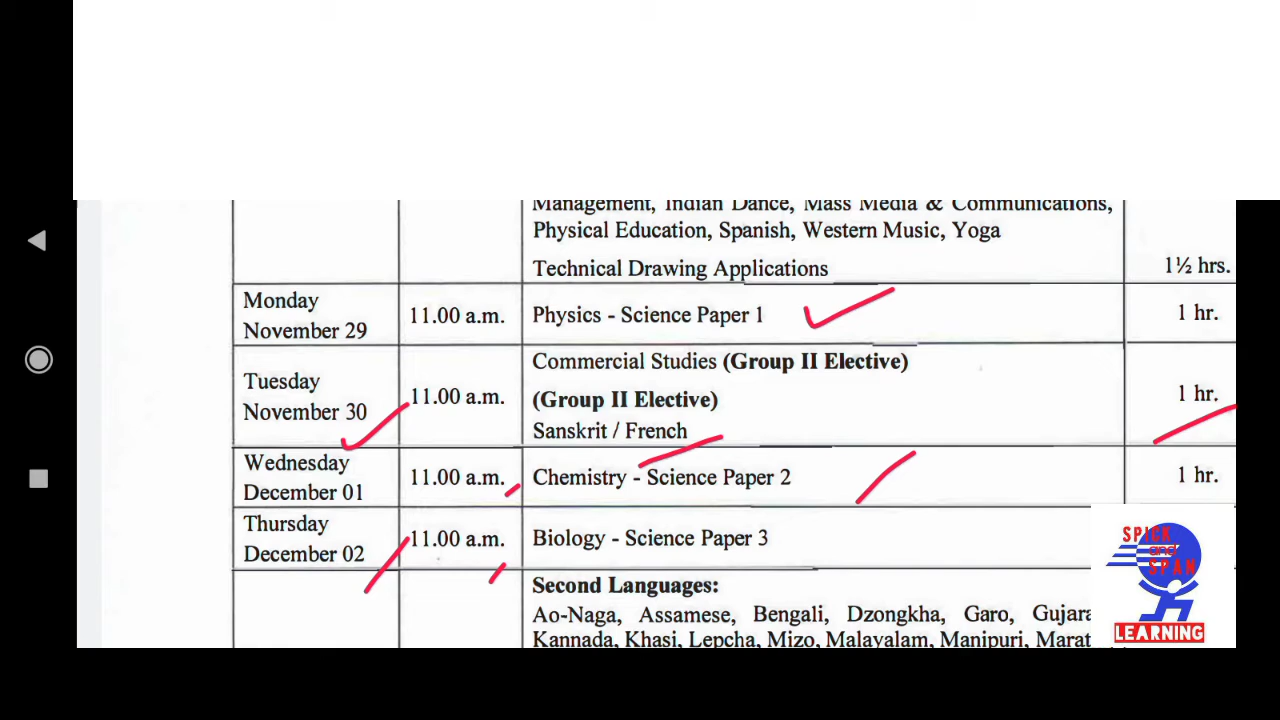 Management, Indian Dance, Mass Media & Communications,
Physical Education, Spanish, Western Music, Yoga
Technical Drawing Applications
1½ hrs.
Monday
November 29
11.00 a.m.
Physics - Science Paper 1
1 hr.
Tuesday
November 30
11.00 a.m.
Commercial Studies (Group II Elective)
(Group II Elective)
Sanskrit / French
1 hr.
Wednesday
December 01
11.00 a.m.
Chemistry - Science Paper 2
1 hr.
Thursday
December 02
11.00 a.m.
Biology - Science Paper 3
Second Languages:
Ao-Naga, Assamese, Bengali, Dzongkha, Garo, Gujara
Kannada, Khasi, Lepcha, Mizo, Malayalam, Manipuri, Marat
SPICK
and
SPAN
LEARNING